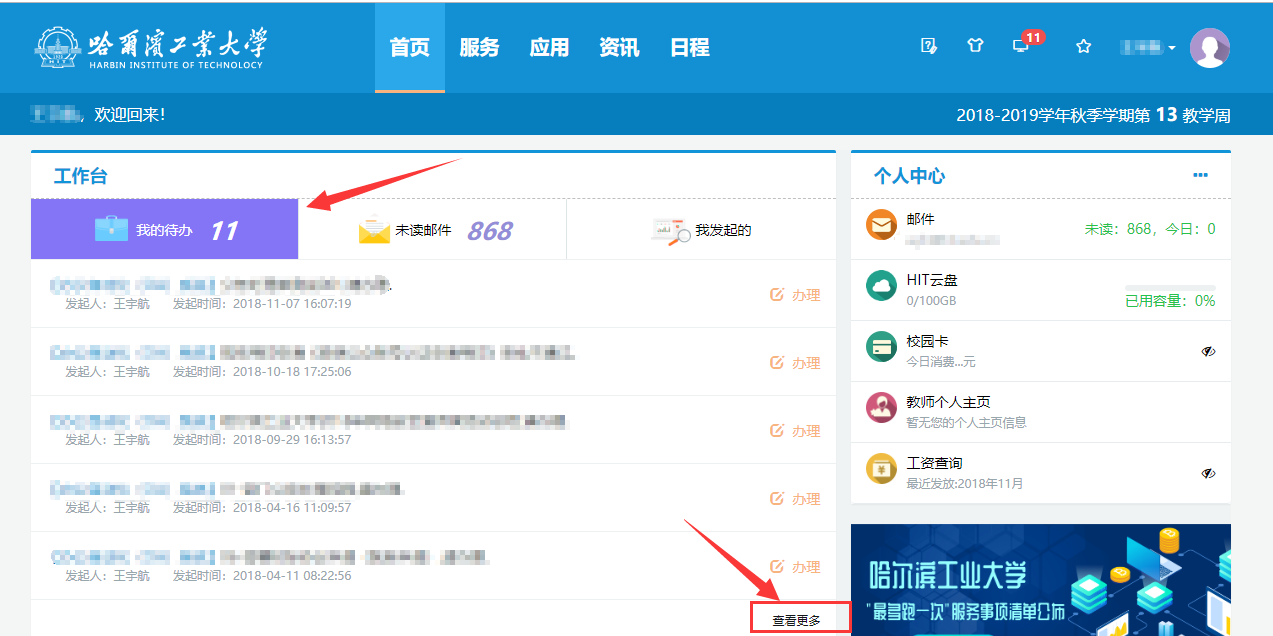 哈尔滨工业大学
HARBIN INSTITUTE OF TECHNOLOGY
首页 服务 应用 资讯 日程
11
，欢迎回来！
2018-2019学年秋季学期第 13 教学周
工作台
我的待办 11
未读邮件 868
我发起的
发起人：王宇航 发起时间：2018-11-07 16:07:19
办理
发起人：王宇航 发起时间：2018-10-18 17:25:06
办理
发起人：王宇航 发起时间：2018-09-29 16:13:57
办理
发起人：王宇航 发起时间：2018-04-16 11:09:57
办理
发起人：王宇航 发起时间：2018-04-11 08:22:56
办理
查看更多
个人中心
邮件
未读：868，今日：0
HIT云盘
0/100GB
已用容量：0%
校园卡
今日消费...元
教师个人主页
暂无您的个人主页信息
工资查询
最近发放:2018年11月
哈尔滨工业大学
"最多跑一次"服务事项清单公布